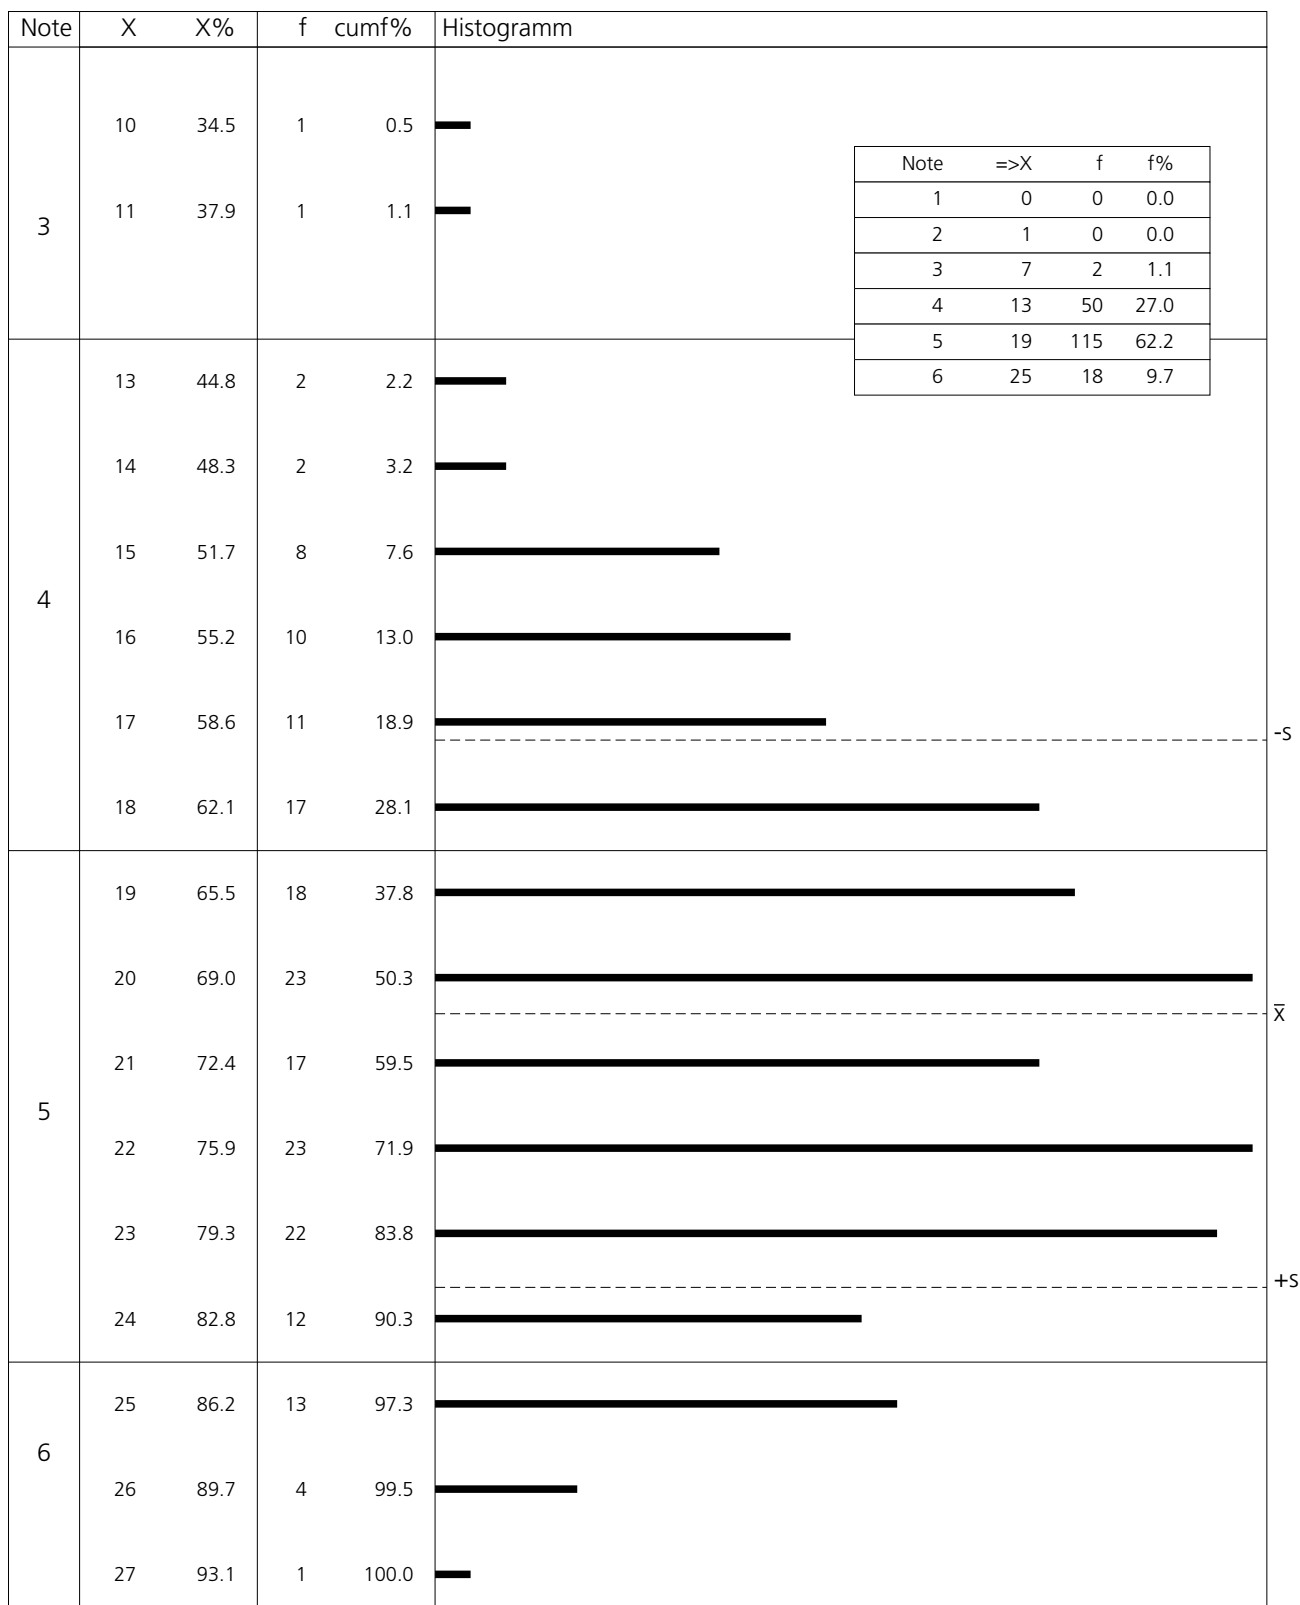 Note X X% f cumf% Histogramm
10 34.5 1 0.5
Note =>X f f%
1 0 0 0.0
11 37.9 1 1.1
3
2 1 0 0.0
3 7 2 1.1
4 13 50 27.0
5 19 115 62.2
6 25 18 9.7
13 44.8 2 2.2
14 48.3 2 3.2
15 51.7 8 7.6
4
16 55.2 10 13.0
17 58.6 11 18.9
-s
18 62.1 17 28.1
19 65.5 18 37.8
20 69.0 23 50.3
x̅
21 72.4 17 59.5
5
22 75.9 23 71.9
23 79.3 22 83.8
+s
24 82.8 12 90.3
25 86.2 13 97.3
6
26 89.7 4 99.5
27 93.1 1 100.0